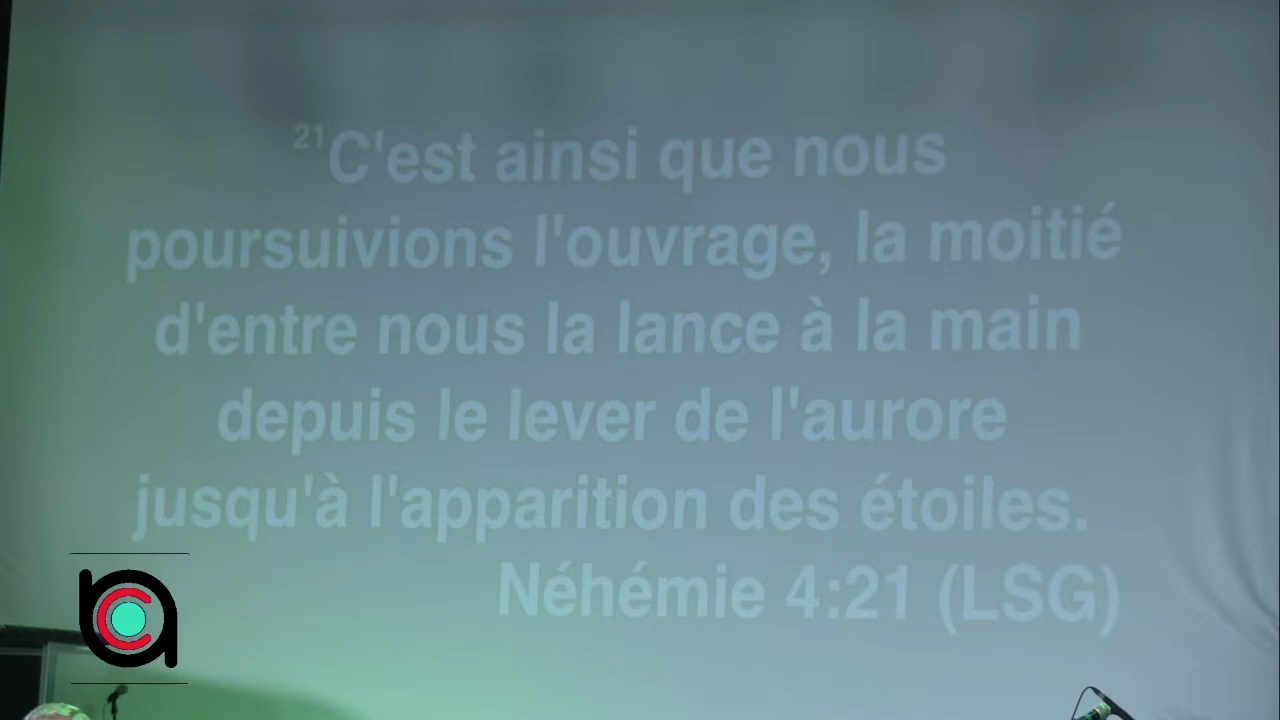 21C'est ainsi que nous
poursuivions l'ouvrage, la moitié
d'entre nous la lance à la main
depuis le lever de l'aurore
jusqu'à l'apparition des étoiles.
Néhémie 4:21 (LSG)